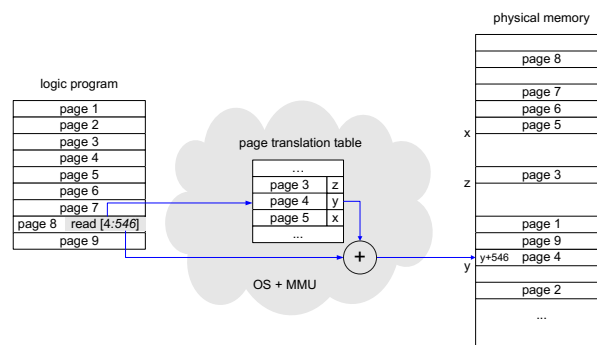 physical memory
page 8
page 7
page 6
page 5
x
page 3
z
page 1
page 9
y+546 page 4
y
page 2
...
logic program
page 1
page 2
page 3
page 4
page 5
page 6
page 7
page 8 read [4:546]
page 9
page translation table
...
page 3 z
page 4 y
page 5 x
...
+
OS + MMU